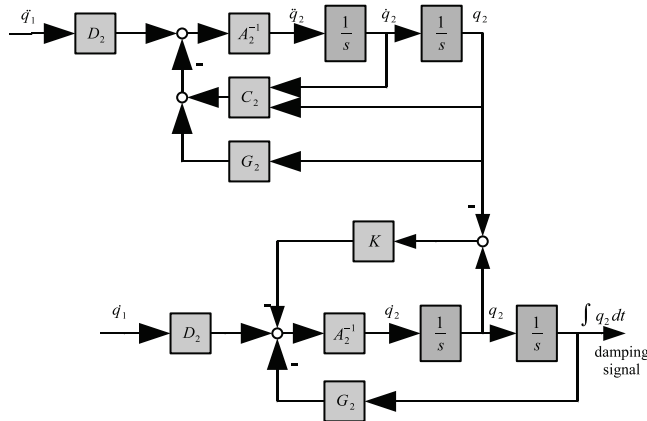 q̈₁
D₂
A₂⁻¹
q̈₂
1/s
q̇₂
1/s
q₂
C₂
G₂
K
q̇₁
D₂
A₂⁻¹
q̇₂
1/s
q₂
1/s
∫ q₂ dt
damping
signal
G₂